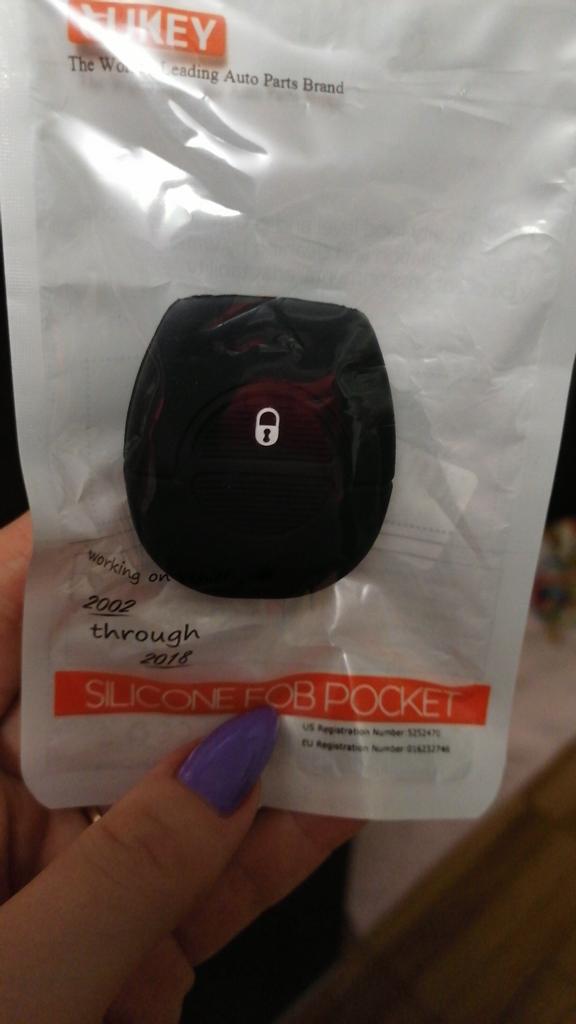 UKEY
The Leading Auto Parts Brand
working on
2002
through
2018
SILICONE FOB POCKET
US Registration Number 5252470
EU Registration Number 016232746